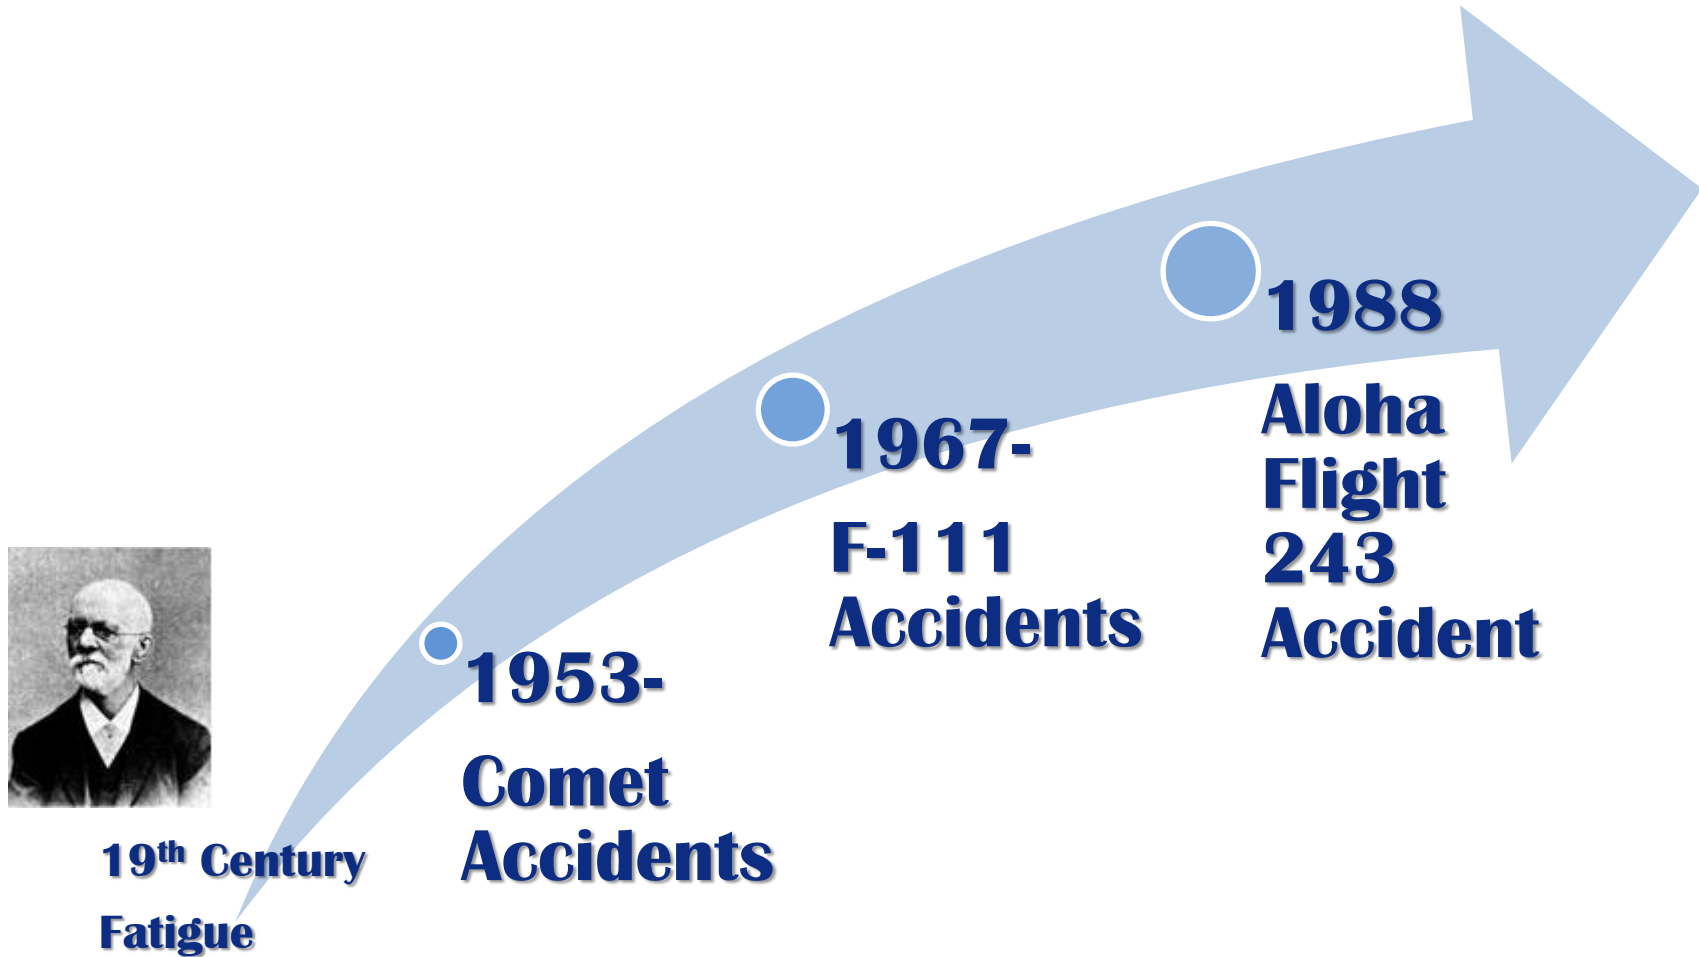 19th Century
Fatigue
1953-
Comet
Accidents
1967-
F-111
Accidents
1988
Aloha
Flight
243
Accident